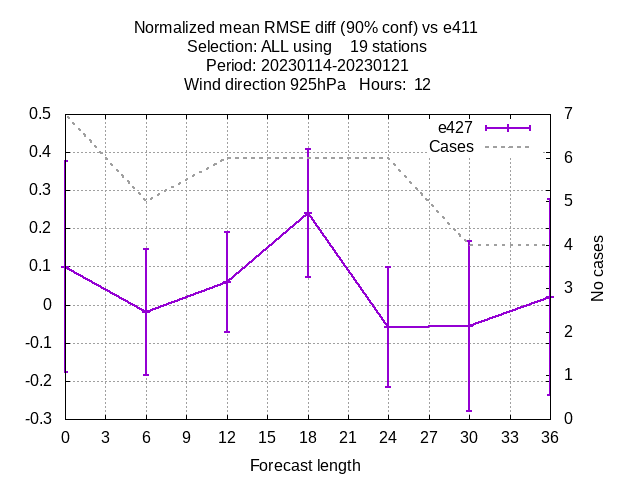 Normalized mean RMSE diff (90% conf) vs e411
Selection: ALL using    19 stations
Period: 20230114-20230121
Wind direction 925hPa   Hours:  12
e427
Cases
0.5
0.4
0.3
0.2
0.1
0
-0.1
-0.2
-0.3
7
6
5
4
3
2
1
0
No cases
0 3 6 9 12 15 18 21 24 27 30 33 36
Forecast length